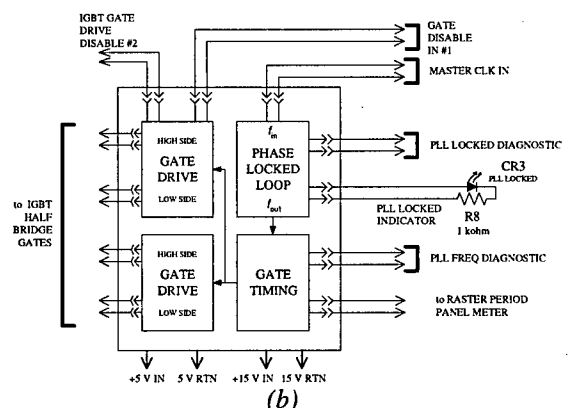 IGBT GATE
DRIVE
DISABLE #2
GATE
DISABLE
IN #1
MASTER CLK IN
HIGH SIDE
GATE
DRIVE
LOW SIDE
fin
PHASE
LOCKED
LOOP
fout
PLL LOCKED DIAGNOSTIC
CR3
PLL LOCKED
PLL LOCKED
INDICATOR
R8
1 kohm
to IGBT
HALF
BRIDGE
GATES
HIGH SIDE
GATE
DRIVE
LOW SIDE
GATE
TIMING
PLL FREQ DIAGNOSTIC
to RASTER PERIOD
PANEL METER
+5 V IN 5 V RTN +15 V IN 15 V RTN
(b)